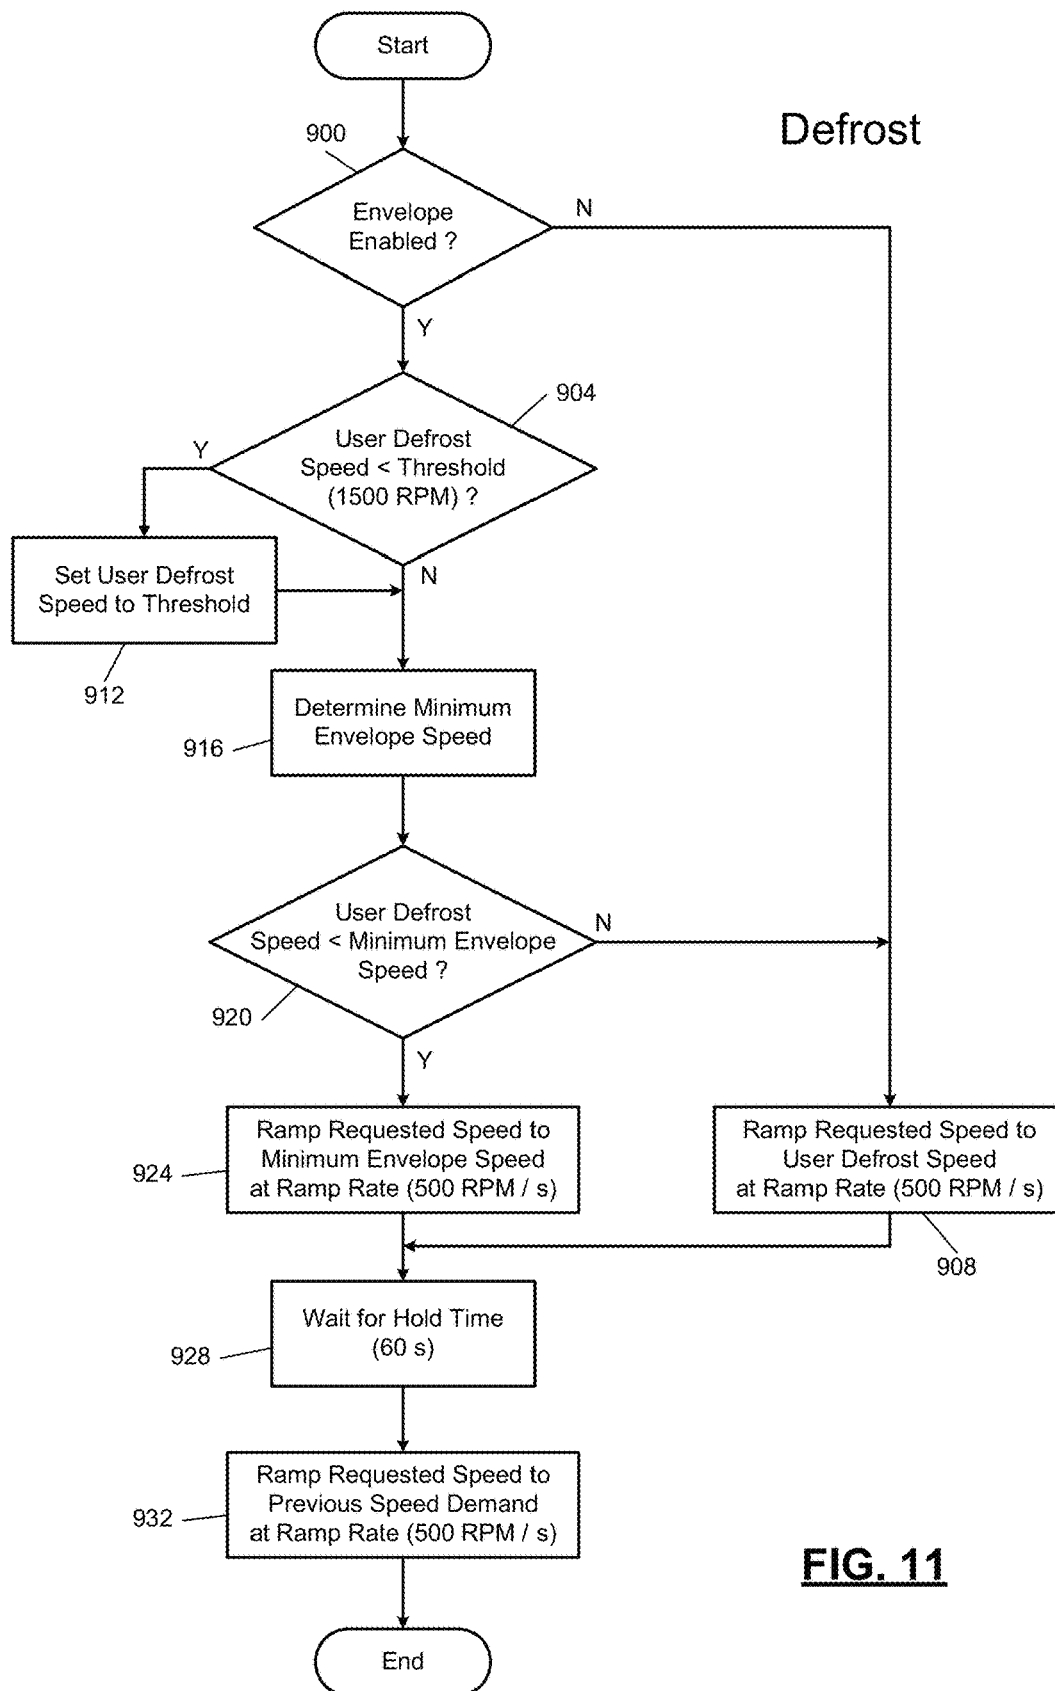 Start
Defrost
900
Envelope
Enabled ?
N
Y
904
User Defrost
Speed < Threshold
(1500 RPM) ?
Y
N
Set User Defrost
Speed to Threshold
912
Determine Minimum
Envelope Speed
916
User Defrost
Speed < Minimum Envelope
Speed ?
N
920
Y
Ramp Requested Speed to
Minimum Envelope Speed
at Ramp Rate (500 RPM / s)
924
Ramp Requested Speed to
User Defrost Speed
at Ramp Rate (500 RPM / s)
908
Wait for Hold Time
(60 s)
928
Ramp Requested Speed to
Previous Speed Demand
at Ramp Rate (500 RPM / s)
932
FIG. 11
End